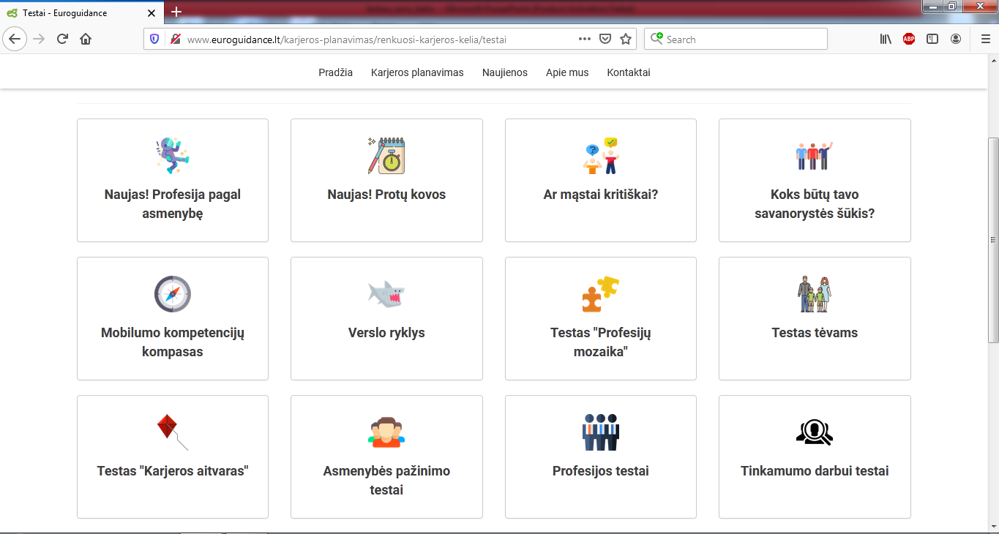 Testai - Euroguidance
www.euroguidance.lt/karjeros-planavimas/renkuosi-karjeros-kelia/testai
Search
ABP
Pradžia Karjeros planavimas Naujienos Apie mus Kontaktai
Naujas! Profesija pagal
asmenybę
Naujas! Protų kovos
Ar mąstai kritiškai?
Koks būtų tavo
savanorystės šūkis?
Mobilumo kompetencijų
kompasas
Verslo ryklys
Testas "Profesijų
mozaika"
Testas tėvams
Testas "Karjeros aitvaras"
Asmenybės pažinimo
testai
Profesijos testai
Tinkamumo darbui testai